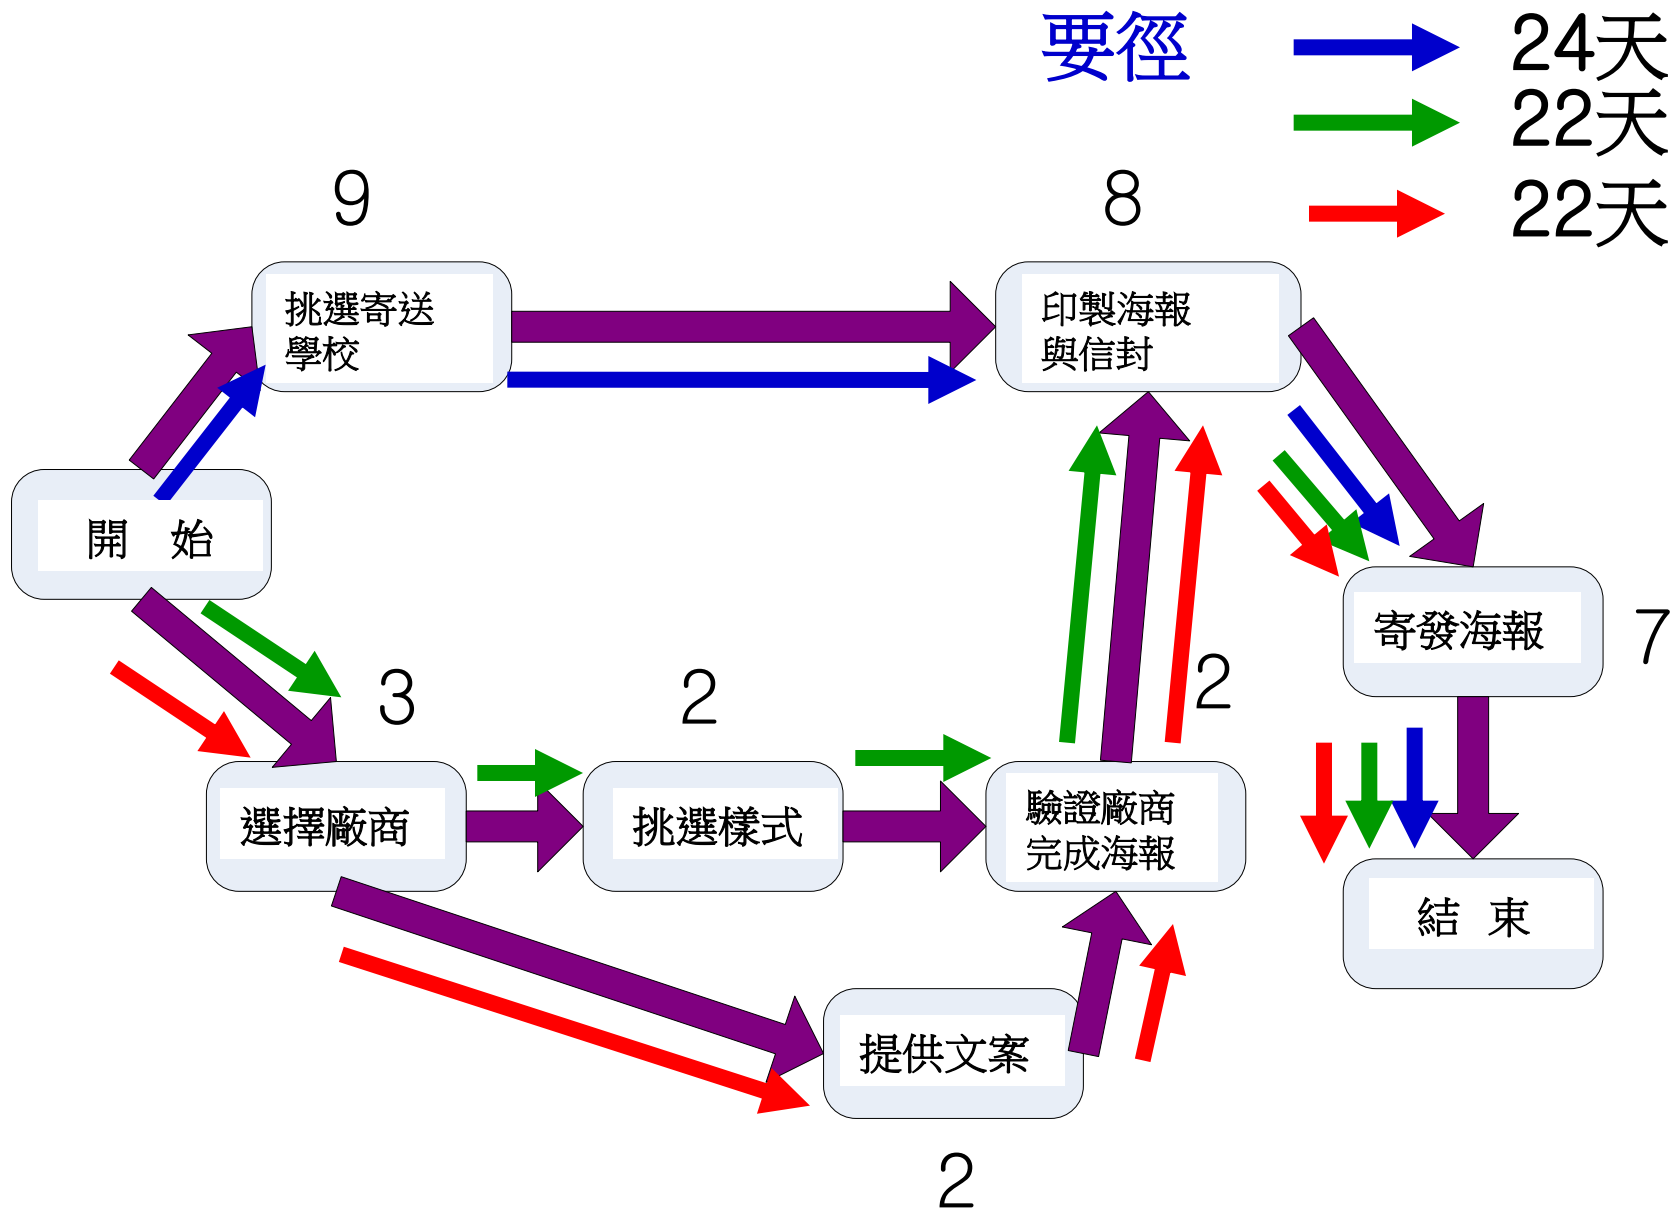 要徑 24天
22天
22天
9
8
挑選寄送
學校
印製海報
與信封
開 始
寄發海報
7
3
2
2
選擇廠商
挑選樣式
驗證廠商
完成海報
結 束
提供文案
2